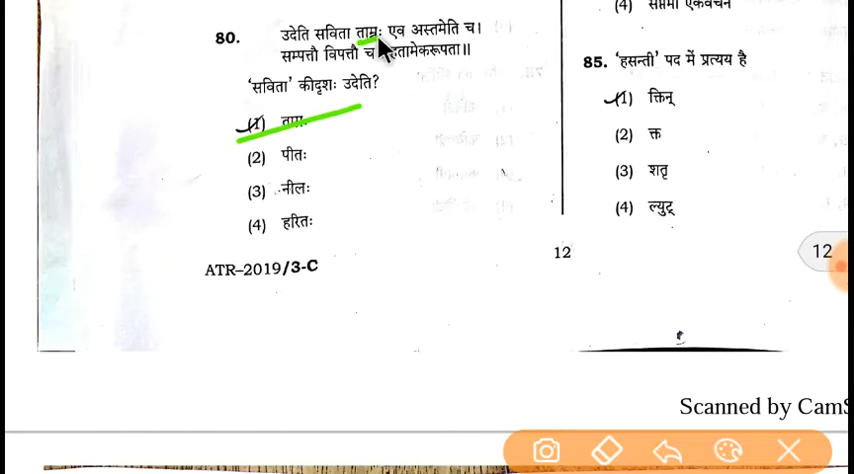 80. उदेति सविता ताम्रः एव अस्तमेति च।
सम्पत्तौ विपत्तौ च हतामेकरूपता॥
'सविता' कीदृशः उदेति?
(1)
(2) पीतः
(3) नीलः
(4) हरितः
ATR–2019/3-C
(4) सप्तमी एकवचन
85. 'हसन्ती' पद में प्रत्यय है
(1) क्तिन्
(2) क्त
(3) शतृ
(4) ल्युट्
12
12
Scanned by CamS